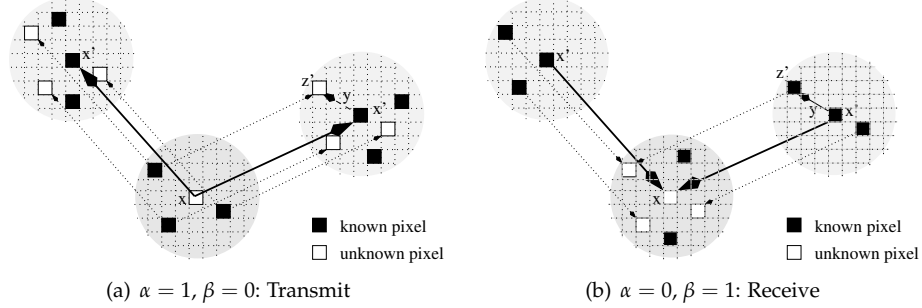 x'
z'
y
x'
x
known pixel
unknown pixel
(a) α = 1, β = 0: Transmit
x'
z'
y
x'
x
known pixel
unknown pixel
(b) α = 0, β = 1: Receive